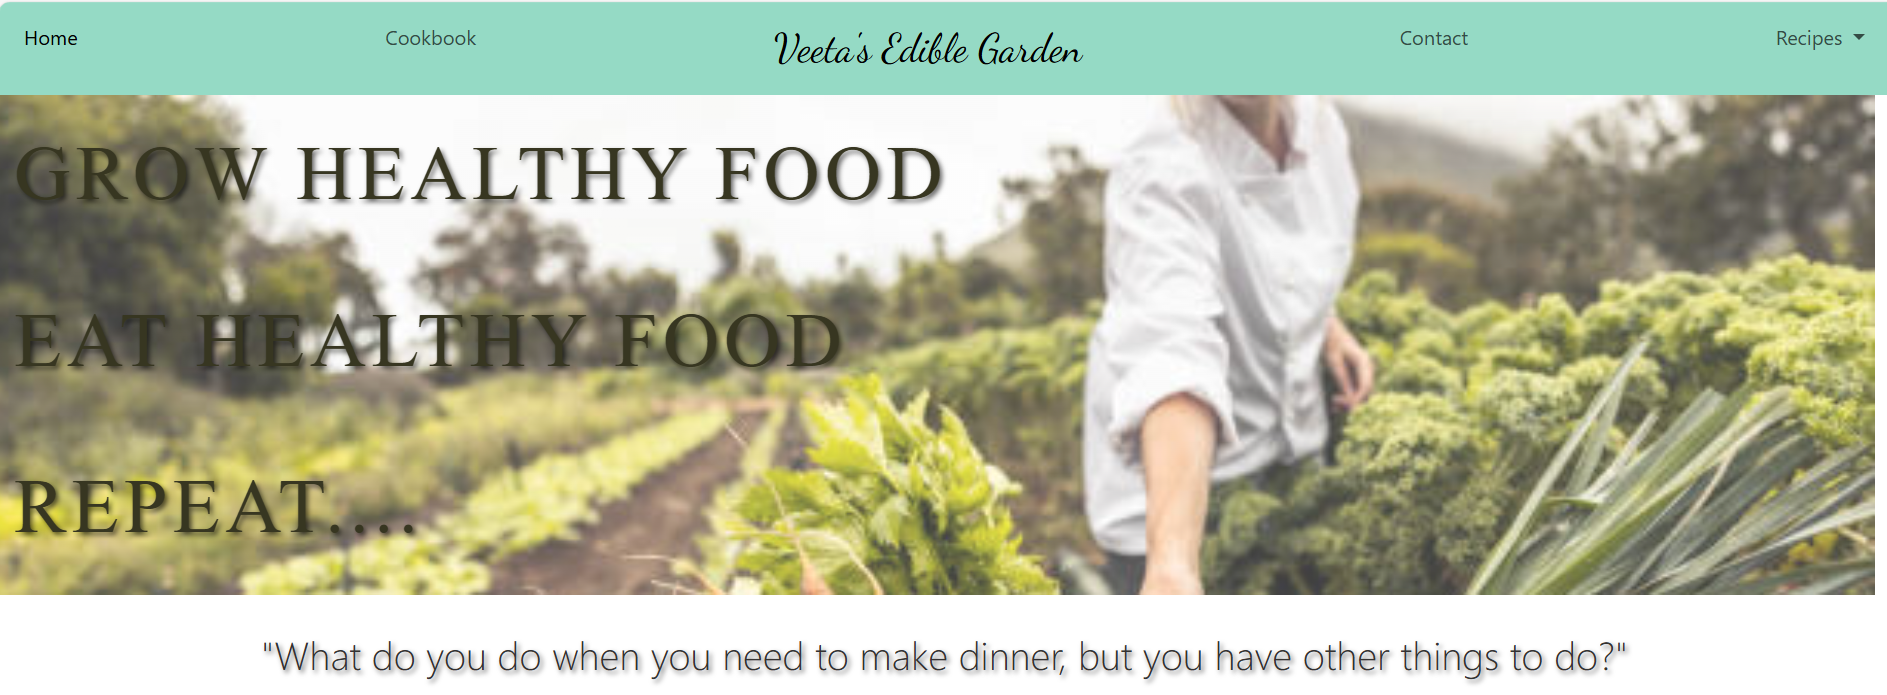 Home Cookbook Veeta's Edible Garden Contact Recipes
GROW HEALTHY FOOD
EAT HEALTHY FOOD
REPEAT....
"What do you do when you need to make dinner, but you have other things to do?"